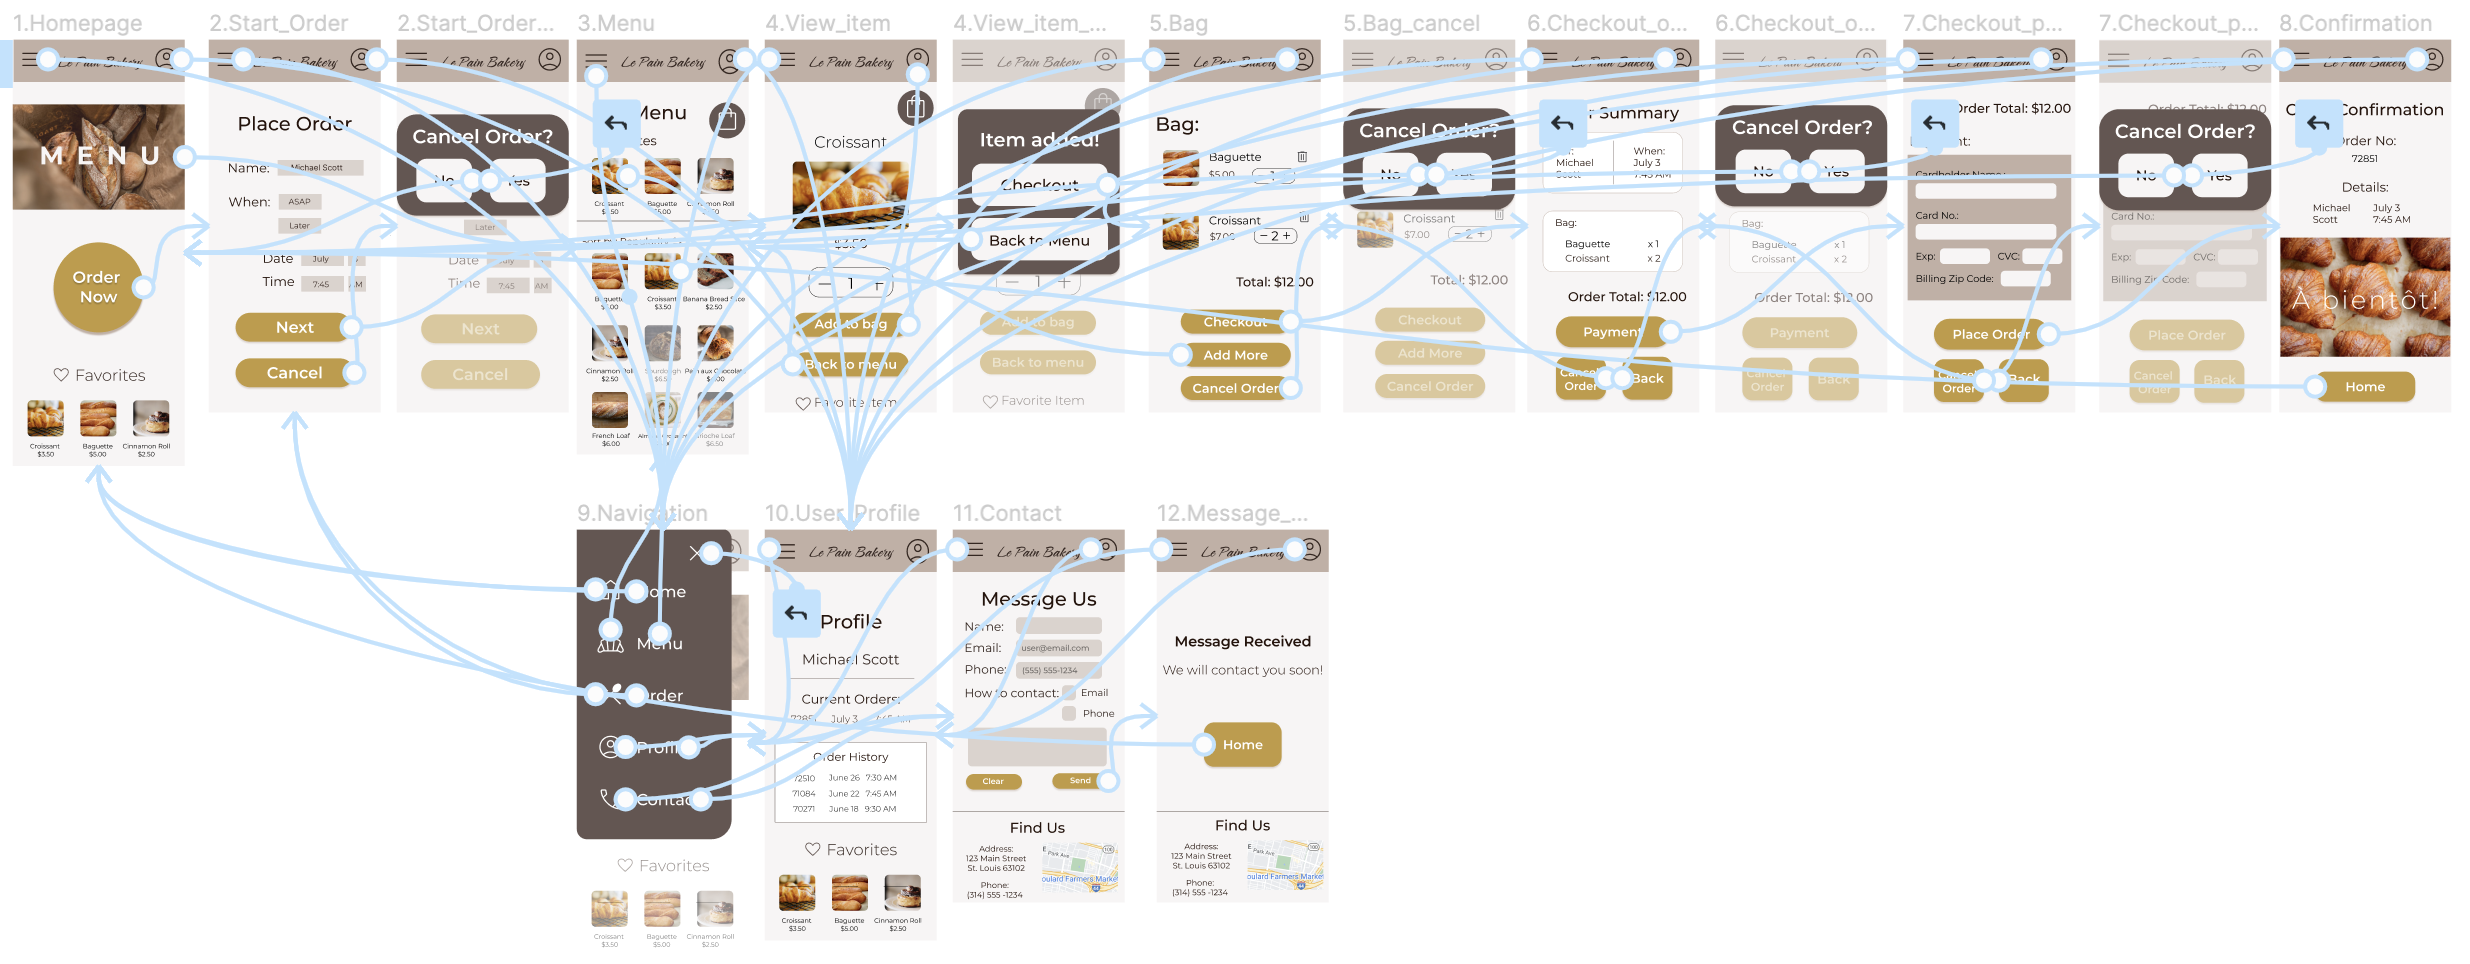 1.Homepage
MENU
Order
Now
Favorites
Croissant
$3.50
Baguette
$5.00
Cinnamon Roll
$2.50
2.Start_Order
Le Pain Bakery
Place Order
Name:
Michael Scott
When:
ASAP
Later
Date
July
Time
7:45
AM
Next
Cancel
2.Start_Order...
Le Pain Bakery
Cancel Order?
No
Yes
Later
Date
July
Time
7:45
AM
Next
Cancel
3.Menu
Le Pain Bakery
Menu
Croissant
$3.50
Baguette
$5.00
Cinnamon Roll
$2.50
Sort by
Baguette
$5.00
Croissant
$3.50
Banana Bread Slice
$2.50
Cinnamon Roll
$2.50
Sourdough
$6.50
Pain aux Chocolate
$4.00
French Loaf
$6.00
Brioche Loaf
$6.50
4.View_item
Le Pain Bakery
Croissant
$3.50
1
Add to bag
Back to menu
Favorite Item
4.View_item_...
Le Pain Bakery
Item added!
Checkout
Back to Menu
1
Add to bag
Back to menu
Favorite Item
5.Bag
Le Pain Bakery
Bag:
Baguette
$5.00
1
Croissant
$7.00
2
Total: $12.00
Checkout
Add More
Cancel Order
5.Bag_cancel
Le Pain Bakery
Cancel Order?
No
Yes
Croissant
$7.00
2
Total: $12.00
Checkout
Add More
Cancel Order
6.Checkout_o...
Le Pain Bakery
Summary
Michael
Scott
When:
July 3
7:45 AM
Bag:
Baguette x 1
Croissant x 2
Order Total: $12.00
Payment
Cancel
Order
Back
6.Checkout_o...
Le Pain Bakery
Cancel Order?
No
Yes
Bag:
Baguette x 1
Croissant x 2
Order Total: $12.00
Payment
Cancel
Order
Back
7.Checkout_p...
Le Pain Bakery
Order Total: $12.00
Cardholder Name:
Card No.:
Exp:
CVC:
Billing Zip Code:
Place Order
Cancel
Order
Back
7.Checkout_p...
Le Pain Bakery
Order Total: $12.00
Cancel Order?
No
Yes
Card No.:
Exp:
CVC:
Billing Zip Code:
Place Order
Cancel
Order
Back
8.Confirmation
Le Pain Bakery
Confirmation
Order No:
72851
Details:
Michael
Scott
July 3
7:45 AM
À bientôt!
Home
9.Navigation
Home
Menu
Order
Profile
Contact
Favorites
Croissant
$3.50
Baguette
$5.00
Cinnamon Roll
$2.50
10.User_Profile
Le Pain Bakery
Profile
Michael Scott
Current Orders:
72851 July 3 7:45 AM
Order History
72510 June 26 7:30 AM
71084 June 22 7:45 AM
70271 June 18 9:30 AM
Favorites
Croissant
$3.50
Baguette
$5.00
Cinnamon Roll
$2.50
11.Contact
Le Pain Bakery
Message Us
Name:
Email:
user@email.com
Phone:
(555) 555-1234
How to contact:
Email
Phone
Clear
Send
Find Us
Address:
123 Main Street
St. Louis 63102
Phone:
(314) 555 -1234
Park Ave
oulard Farmers Market
12.Message_...
Le Pain Bakery
Message Received
We will contact you soon!
Home
Find Us
Address:
123 Main Street
St. Louis 63102
Phone:
(314) 555 -1234
Park Ave
oulard Farmers Market